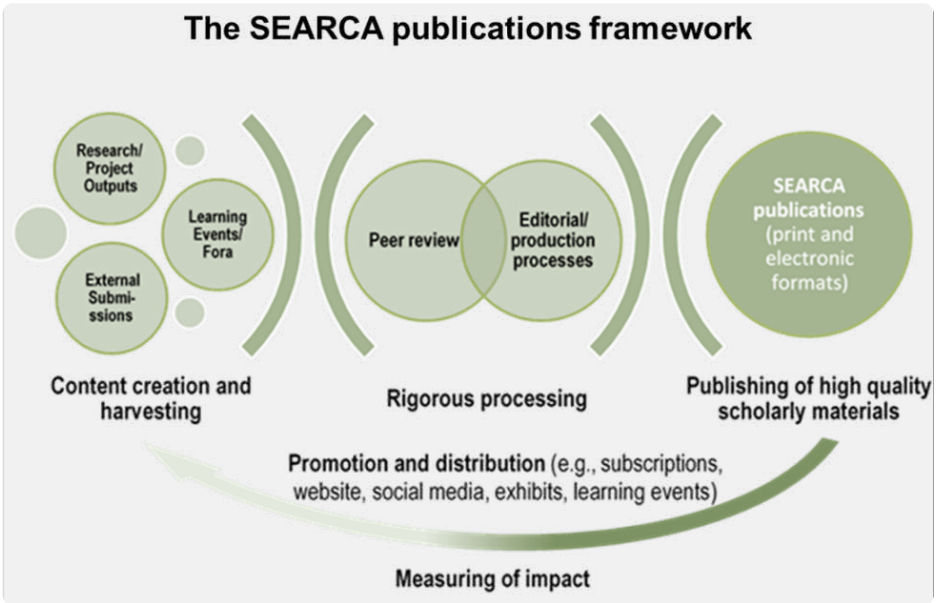 The SEARCA publications framework
Research/
Project
Outputs
Learning
Events/
Fora
External
Submi-
ssions
Content creation and
harvesting
Peer review
Editorial/
production
processes
Rigorous processing
SEARCA
publications
(print and
electronic
formats)
Publishing of high quality
scholarly materials
Promotion and distribution (e.g., subscriptions,
website, social media, exhibits, learning events)
Measuring of impact